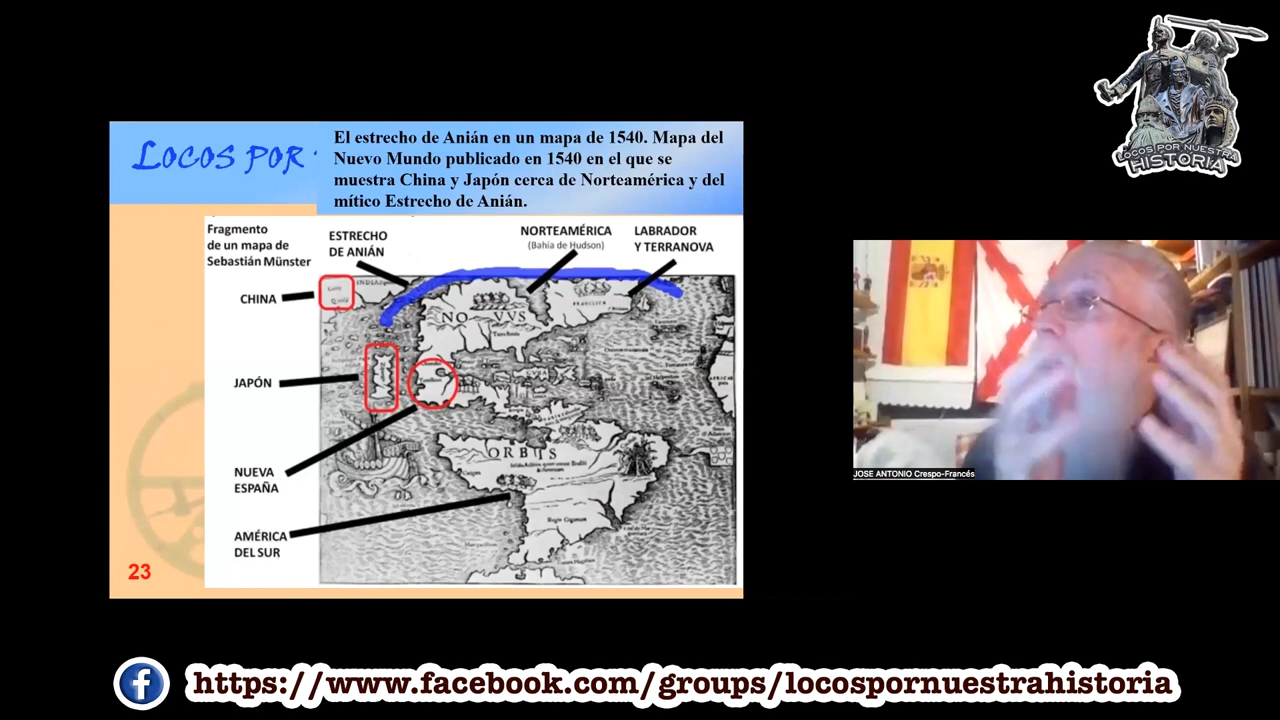 LOCOS POR
El estrecho de Anián en un mapa de 1540. Mapa del
Nuevo Mundo publicado en 1540 en el que se
muestra China y Japón cerca de Norteamérica y del
mítico Estrecho de Anián.
Fragmento
de un mapa de
Sebastián Münster
ESTRECHO
DE ANIÁN
NORTEAMÉRICA
(Bahía de Hudson)
LABRADOR
Y TERRANOVA
CHINA
JAPÓN
NUEVA
ESPAÑA
AMÉRICA
DEL SUR
NO VVS
ORBIS
23
LOCOS POR NUESTRA
HISTORIA
JOSE ANTONIO Crespo-Francés
https://www.facebook.com/groups/locospornuestrahistoria